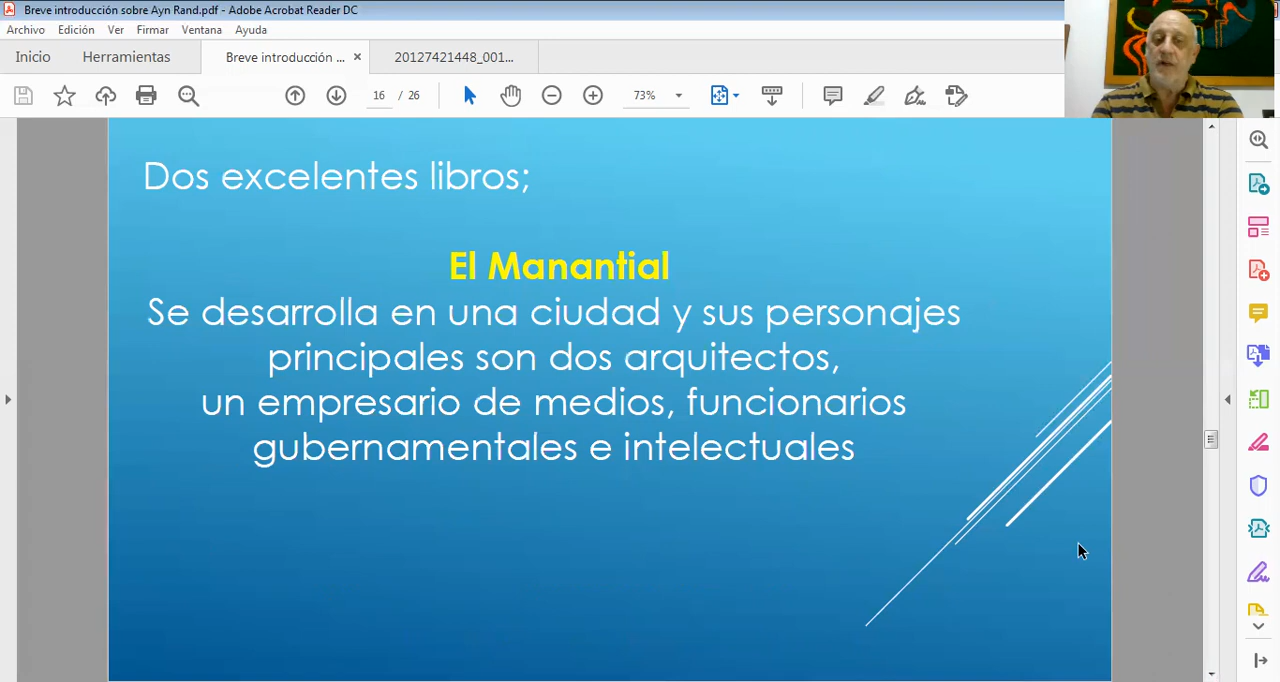 Breve introducción sobre Ayn Rand.pdf - Adobe Acrobat Reader DC
Archivo Edición Ver Firmar Ventana Ayuda
Inicio Herramientas Breve introducción ... × 20127421448_001...
16 / 26 73%
Dos excelentes libros;
El Manantial
Se desarrolla en una ciudad y sus personajes
principales son dos arquitectos,
un empresario de medios, funcionarios
gubernamentales e intelectuales